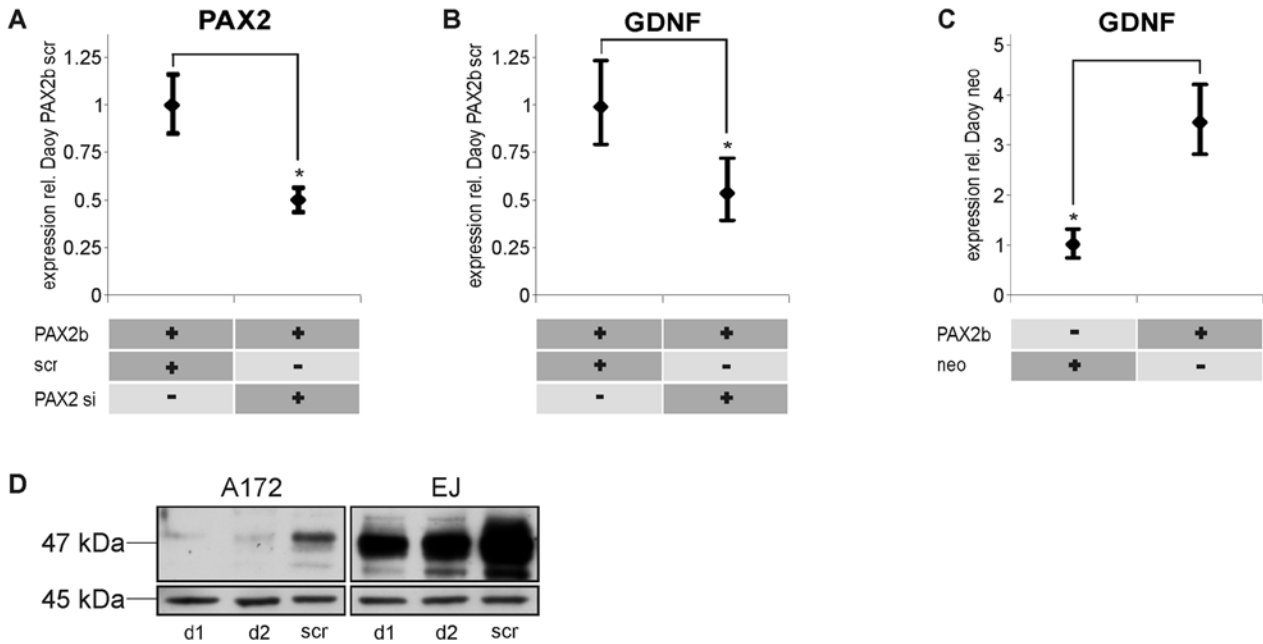 A
PAX2
expression rel. Daoy PAX2b scr
1.25
1
0.75
0.5
0.25
0
*
PAX2b + +
scr + -
PAX2 si - +
B
GDNF
expression rel. Daoy PAX2b scr
1.25
1
0.75
0.5
0.25
0
*
+ +
+ -
- +
C
GDNF
expression rel. Daoy neo
5
4
3
2
1
0
*
PAX2b - +
neo + -
D
A172 EJ
47 kDa
45 kDa
d1 d2 scr d1 d2 scr